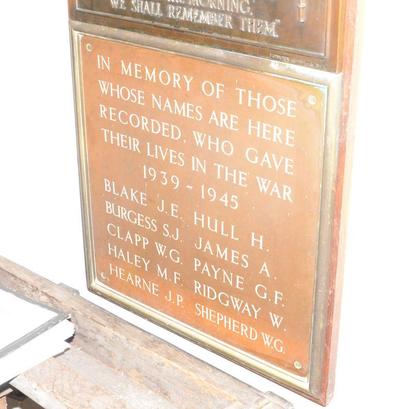 MORNING,
WE SHALL REMEMBER THEM."
IN MEMORY OF THOSE
WHOSE NAMES ARE HERE
RECORDED, WHO GAVE
THEIR LIVES IN THE WAR
1939 - 1945
BLAKE J.E. HULL H.
BURGESS S.J. JAMES A.
CLAPP W.G. PAYNE G.F.
HALEY M.F. RIDGWAY W.
HEARNE J.P. SHEPHERD W.G.